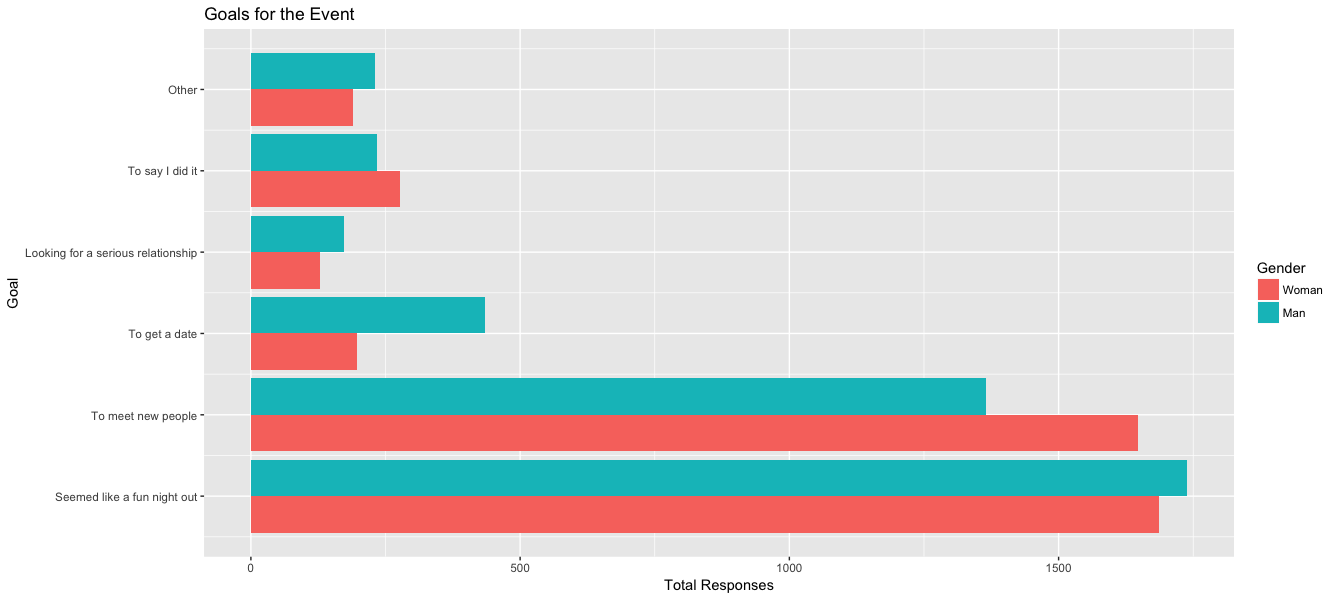 Goals for the Event
Other
To say I did it
Looking for a serious relationship
To get a date
To meet new people
Seemed like a fun night out
Goal
0 500 1000 1500
Total Responses
Gender
Woman
Man